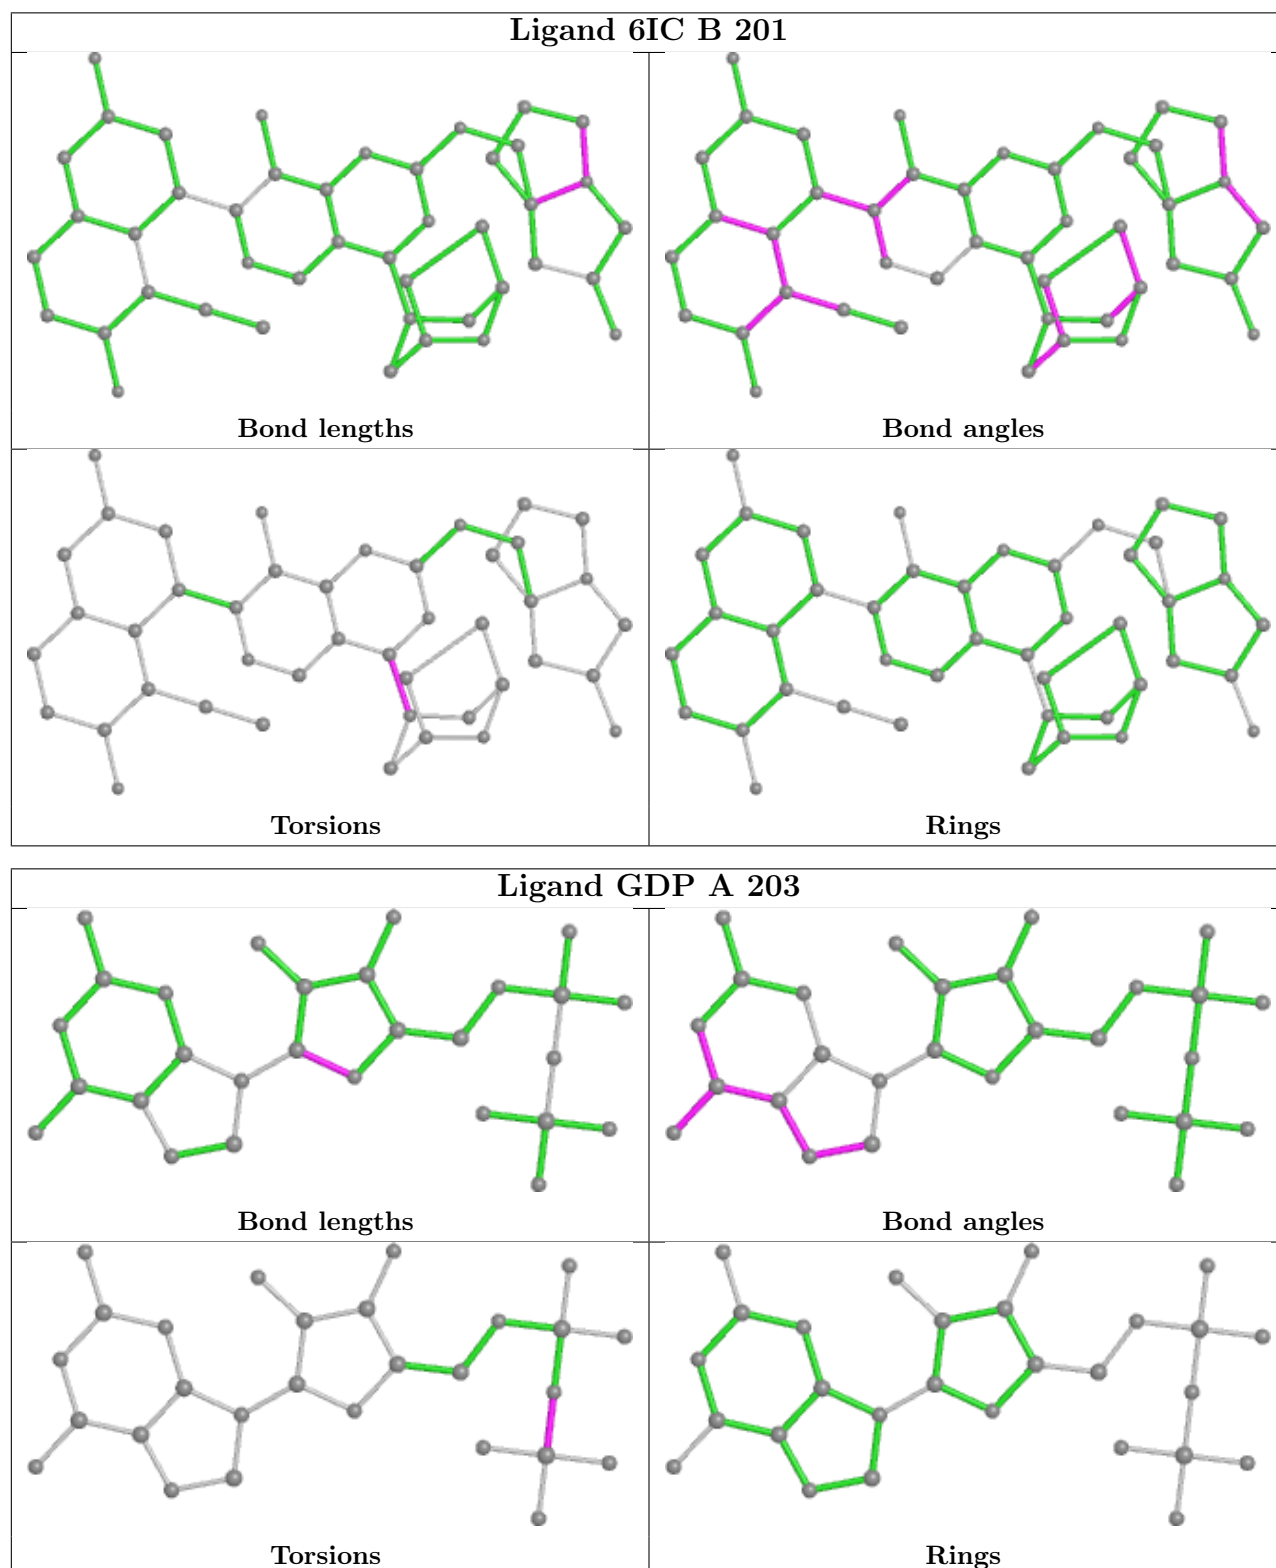 Ligand 6IC B 201
Bond lengths
Bond angles
Torsions
Rings
Ligand GDP A 203
Bond lengths
Bond angles
Torsions
Rings